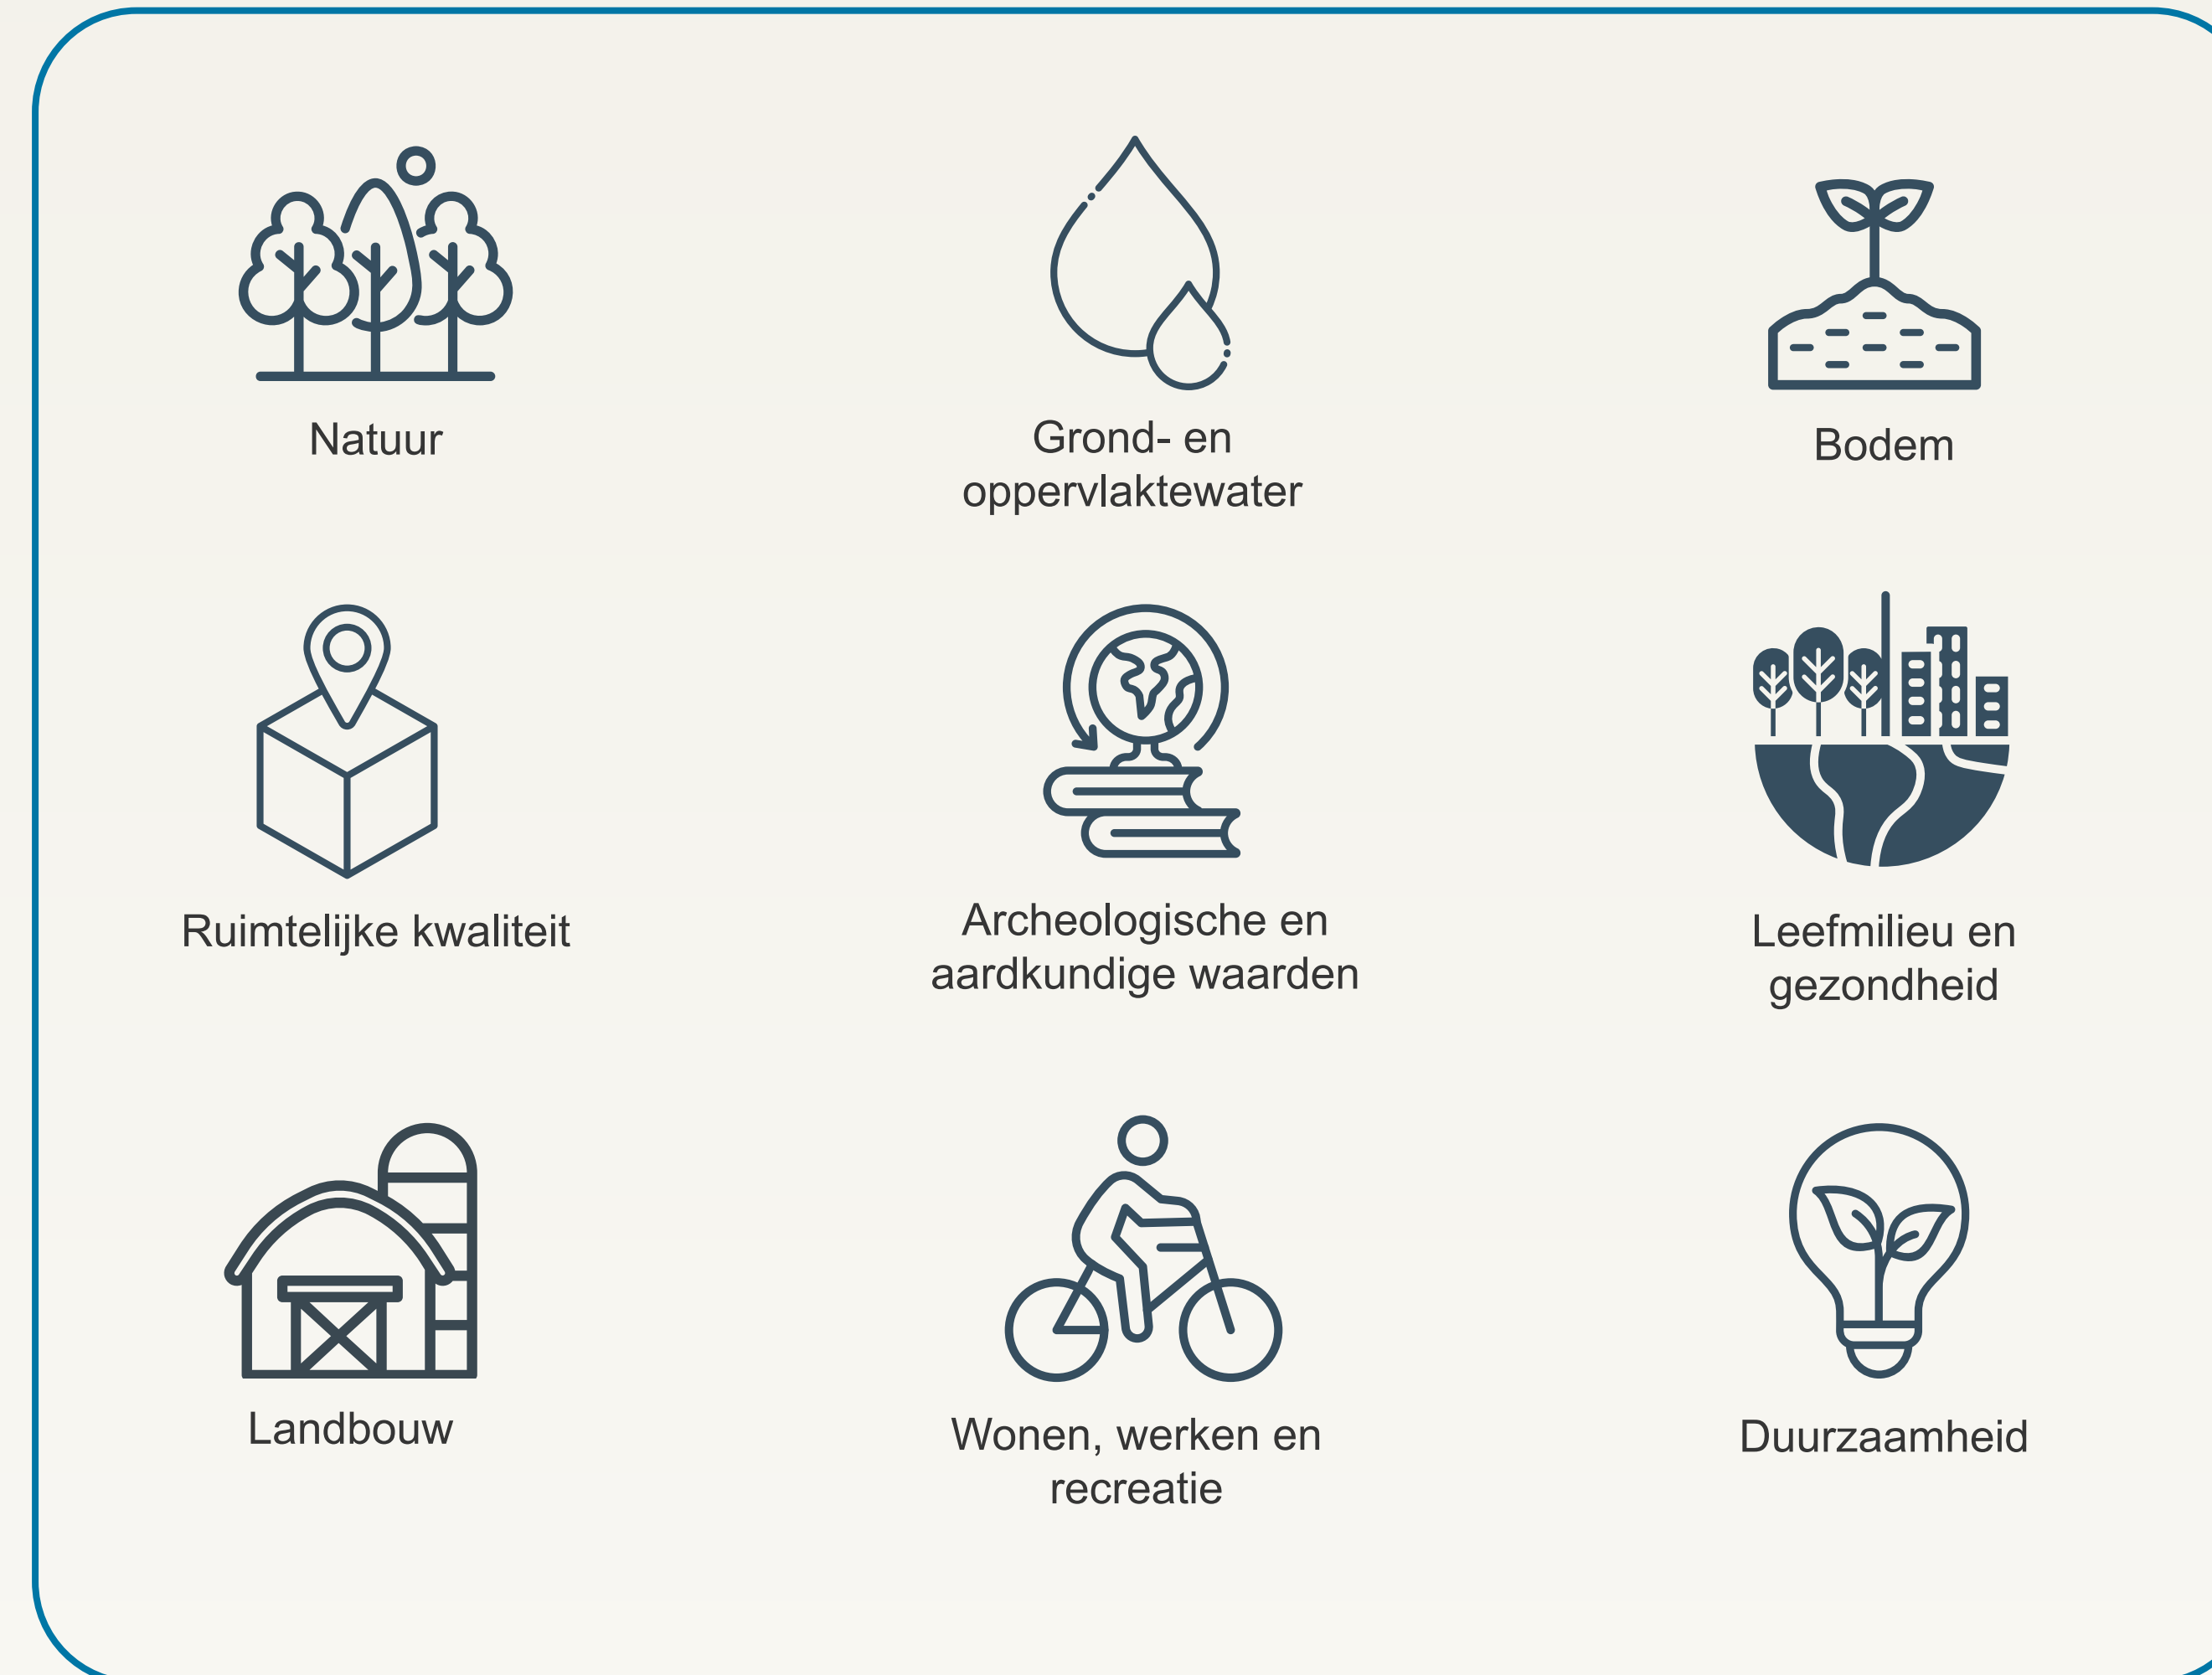 Natuur
Grond- en
oppervlaktewater
Bodem
Ruimtelijke kwaliteit
Archeologische en
aardkundige waarden
Leefmilieu en
gezondheid
Landbouw
Wonen, werken en
recreatie
Duurzaamheid